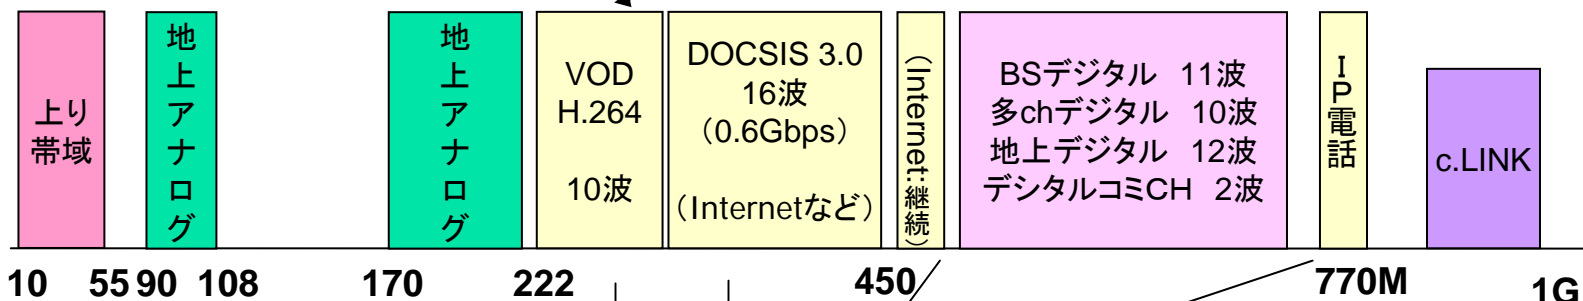 上り
帯域
地上アナログ
地上アナログ
VOD
H.264
10波
DOCSIS 3.0
16波
（0.6Gbps）
（Internetなど）
（Internet:継続）
BSデジタル 11波
多chデジタル 10波
地上デジタル 12波
デシタルコミCH 2波
IP電話
c.LINK
10 55 90 108 170 222 450 770M 1G